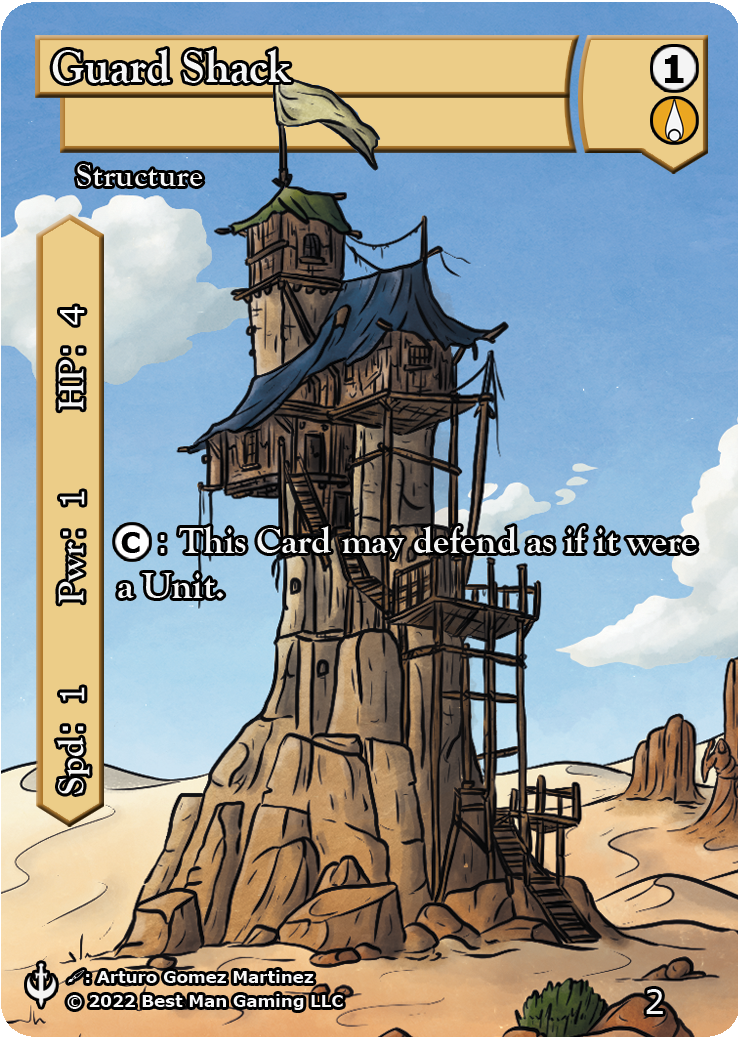 Guard Shack
1
Structure
HP: 4
Pwr: 1
Spd: 1
C : This Card may defend as if it were
a Unit.
: Arturo Gomez Martinez
© 2022 Best Man Gaming LLC
2